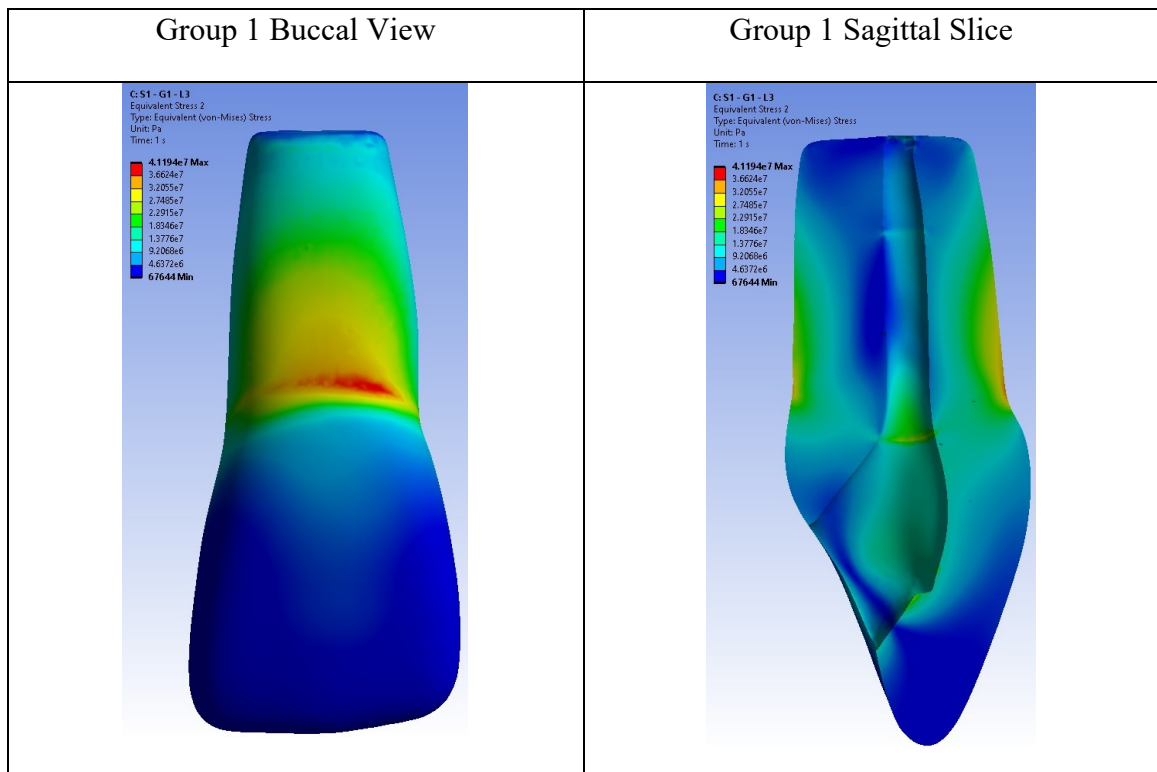 Group 1 Buccal View
Group 1 Sagittal Slice
C: S1 - G1 - L3
Equivalent Stress 2
Type: Equivalent (von-Mises) Stress
Unit: Pa
Time: 1 s
4.1194e7 Max
3.6624e7
3.2055e7
2.7485e7
2.2915e7
1.8346e7
1.3776e7
9.2068e6
4.6372e6
67644 Min
C: S1 - G1 - L3
Equivalent Stress 2
Type: Equivalent (von-Mises) Stress
Unit: Pa
Time: 1 s
4.1194e7 Max
3.6624e7
3.2055e7
2.7485e7
2.2915e7
1.8346e7
1.3776e7
9.2068e6
4.6372e6
67644 Min